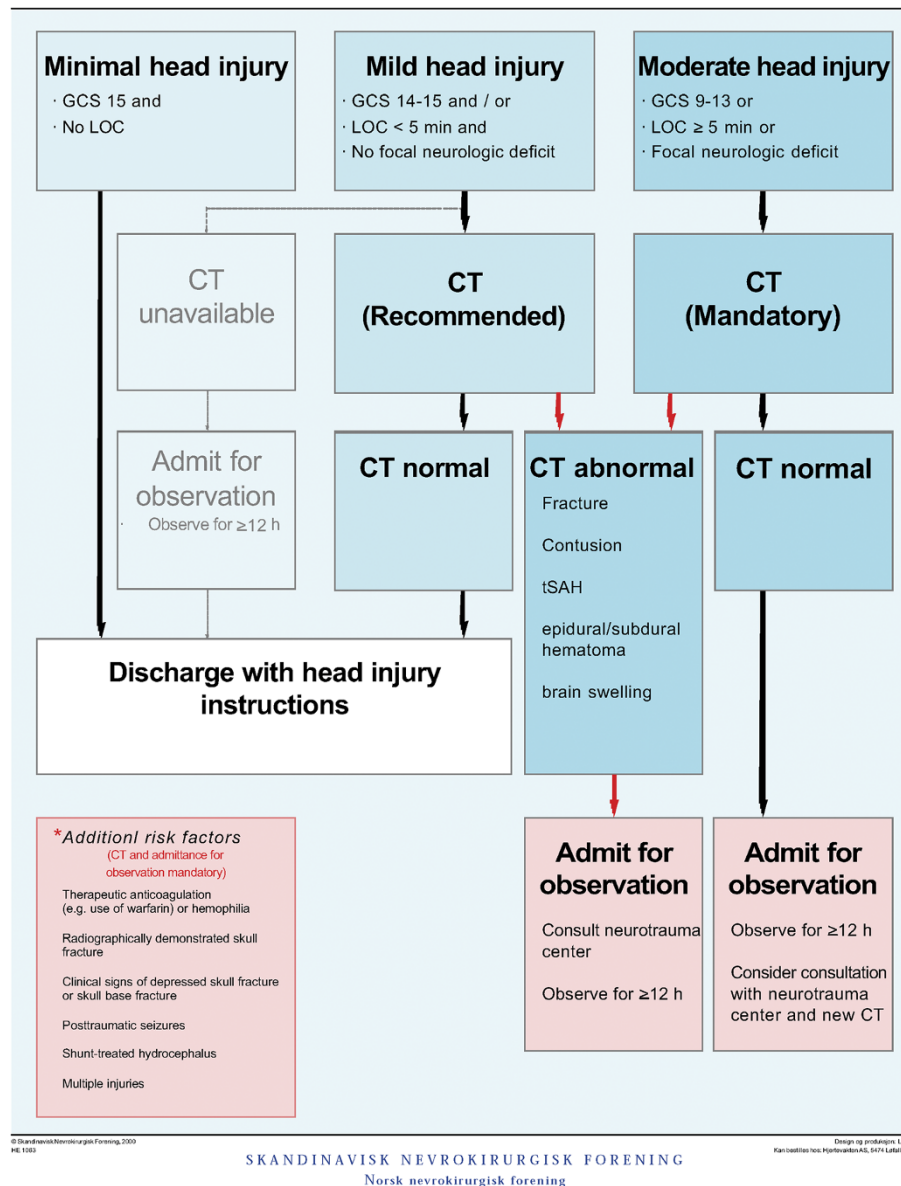 Minimal head injury
· GCS 15 and
· No LOC
Mild head injury
· GCS 14-15 and / or
· LOC < 5 min and
· No focal neurologic deficit
Moderate head injury
· GCS 9-13 or
· LOC ≥ 5 min or
· Focal neurologic deficit
CT
unavailable
CT
(Recommended)
CT
(Mandatory)
Admit for
observation
· Observe for ≥12 h
CT normal
CT abnormal
Fracture
Contusion
tSAH
epidural/subdural
hematoma
brain swelling
CT normal
Discharge with head injury
instructions
*Additionl risk factors
(CT and admittance for
observation mandatory)
Therapeutic anticoagulation
(e.g. use of warfarin) or hemophilia
Radiographically demonstrated skull
fracture
Clinical signs of depressed skull fracture
or skull base fracture
Posttraumatic seizures
Shunt-treated hydrocephalus
Multiple injuries
Admit for
observation
Consult neurotrauma
center
Observe for ≥12 h
Admit for
observation
Observe for ≥12 h
Consider consultation
with neurotrauma
center and new CT
© Skandinavisk Nevrokirurgisk Forening, 2000
HE 1083
Design og produksjon:
Kan bestilles hos: Hjertevakten AS, 5474
SKANDINAVISK NEVROKIRURGISK FORENING
Norsk nevrokirurgisk forening